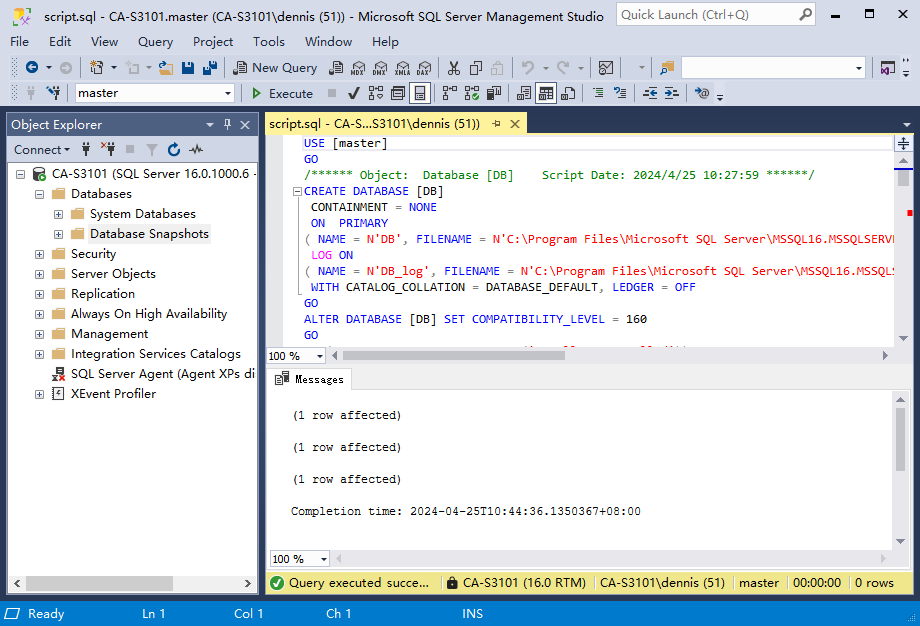 script.sql - CA-S3101.master (CA-S3101\dennis (51)) - Microsoft SQL Server Management Studio
Quick Launch (Ctrl+Q)
File Edit View Query Project Tools Window Help
New Query
MDX DMX XMLA DAX
master
Execute
Object Explorer
Connect
CA-S3101 (SQL Server 16.0.1000.6 -
Databases
System Databases
Database Snapshots
Security
Server Objects
Replication
Always On High Availability
Management
Integration Services Catalogs
SQL Server Agent (Agent XPs di
XEvent Profiler
script.sql - CA-S...S3101\dennis (51))
USE [master]
GO
/****** Object:  Database [DB]    Script Date: 2024/4/25 10:27:59 ******/
CREATE DATABASE [DB]
CONTAINMENT = NONE
ON  PRIMARY
( NAME = N'DB', FILENAME = N'C:\Program Files\Microsoft SQL Server\MSSQL16.MSSQLSERV
LOG ON
( NAME = N'DB_log', FILENAME = N'C:\Program Files\Microsoft SQL Server\MSSQL16.MSSQLS
WITH CATALOG_COLLATION = DATABASE_DEFAULT, LEDGER = OFF
GO
ALTER DATABASE [DB] SET COMPATIBILITY_LEVEL = 160
GO
100 %
Messages
(1 row affected)
(1 row affected)
(1 row affected)
Completion time: 2024-04-25T10:44:36.1350367+08:00
100 %
Query executed succe... CA-S3101 (16.0 RTM) CA-S3101\dennis (51) master 00:00:00 0 rows
Ready Ln 1 Col 1 Ch 1 INS